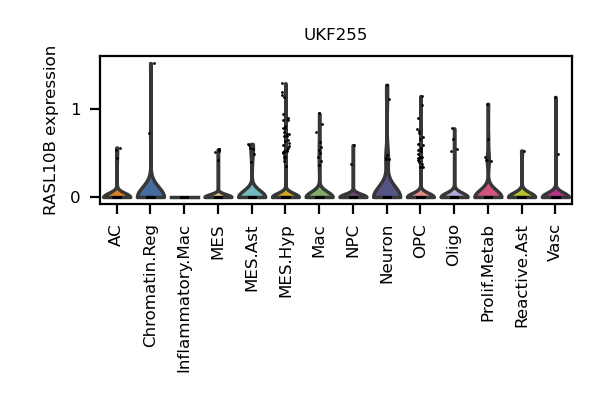 UKF255
RASL10B expression
1
0
AC
Chromatin.Reg
Inflammatory.Mac
MES
MES.Ast
MES.Hyp
Mac
NPC
Neuron
OPC
Oligo
Prolif.Metab
Reactive.Ast
Vasc